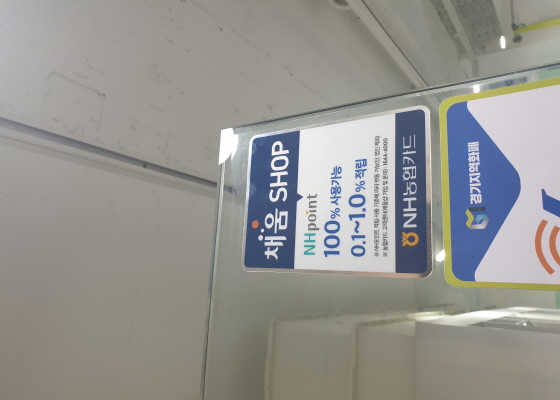 채움 SHOP
NHpoint
100% 사용가능
0.1~1.0% 적립
NH농협카드
경기지역화폐